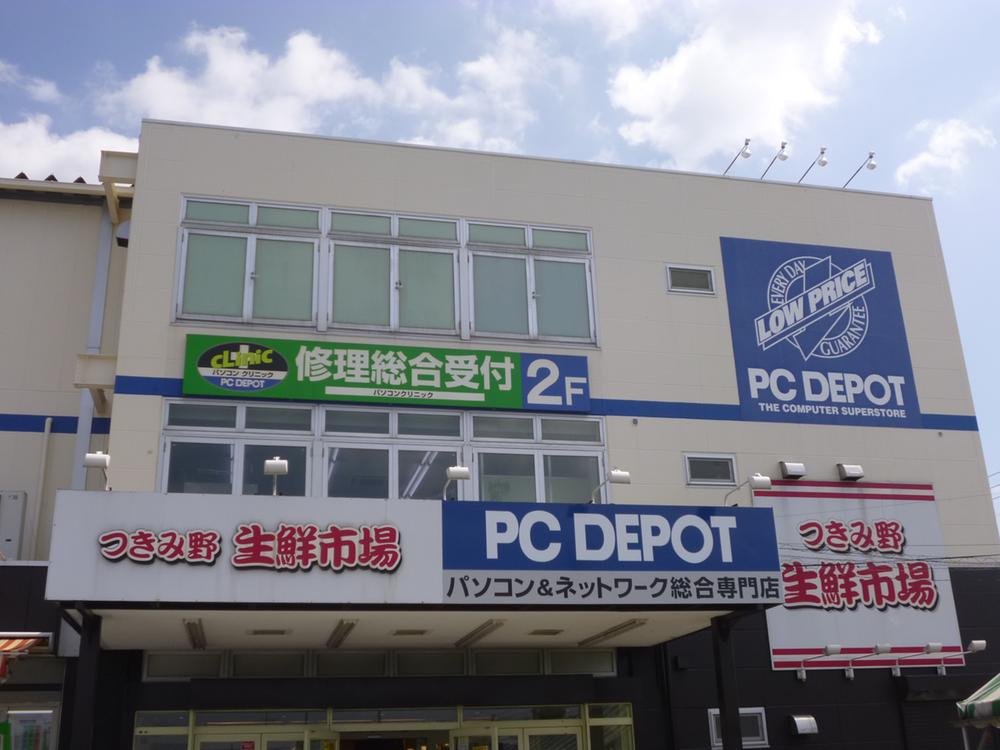 EVERY DAY
LOW PRICE
GUARANTEE
PC DEPOT
THE COMPUTER SUPERSTORE
CLINIC
パソコン クリニック
PC DEPOT
修理総合受付
パソコンクリニック
2F
つきみ野 生鮮市場
PC DEPOT
パソコン&ネットワーク総合専門店
つきみ野
生鮮市場